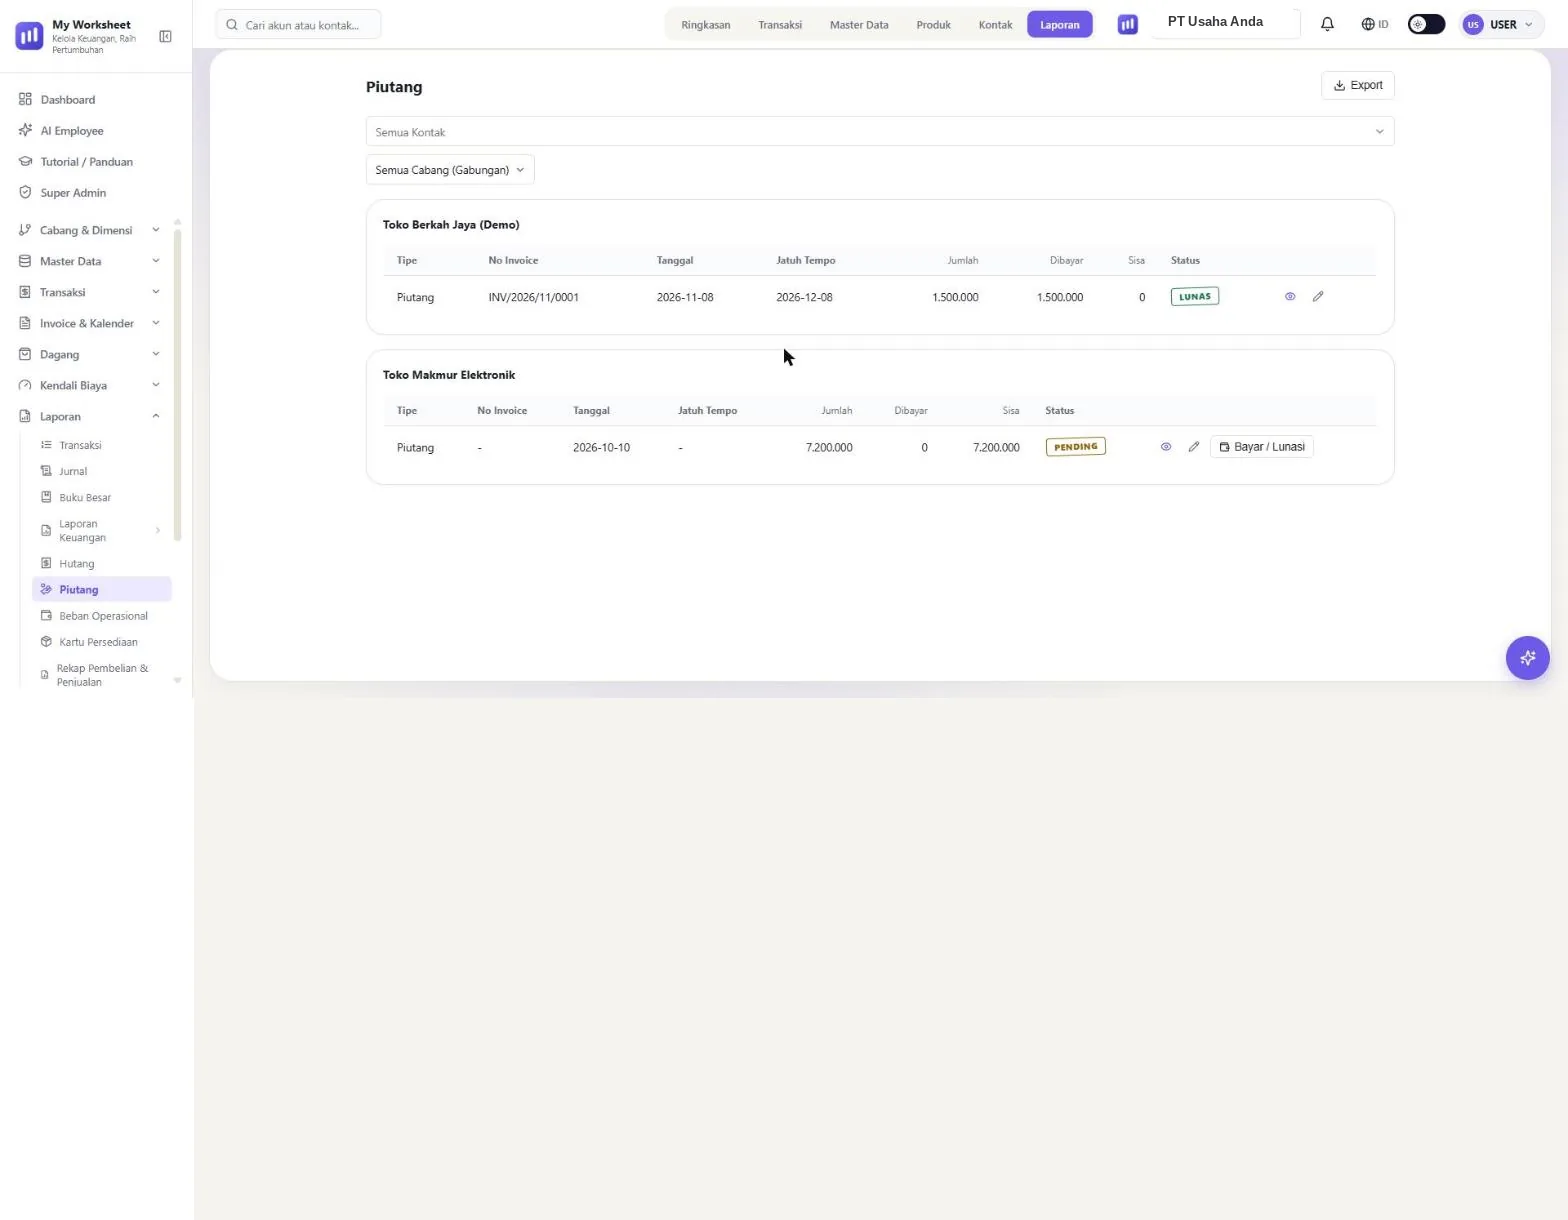 My Worksheet
Kelola Keuangan, Raih
Pertumbuhan
Cari akun atau kontak...
Ringkasan
Transaksi
Master Data
Produk
Kontak
Laporan
PT Usaha Anda
ID
US
USER
Dashboard
AI Employee
Tutorial / Panduan
Super Admin
Cabang & Dimensi
Master Data
Transaksi
Invoice & Kalender
Dagang
Kendali Biaya
Laporan
Transaksi
Jurnal
Buku Besar
Laporan
Keuangan
Hutang
Piutang
Beban Operasional
Kartu Persediaan
Rekap Pembelian &
Penjualan
Piutang
Export
Semua Kontak
Semua Cabang (Gabungan)
Toko Berkah Jaya (Demo)
Tipe No Invoice Tanggal Jatuh Tempo Jumlah Dibayar Sisa Status
Piutang INV/2026/11/0001 2026-11-08 2026-12-08 1.500.000 1.500.000 0 LUNAS
Toko Makmur Elektronik
Tipe No Invoice Tanggal Jatuh Tempo Jumlah Dibayar Sisa Status
Piutang - 2026-10-10 - 7.200.000 0 7.200.000 PENDING Bayar / Lunasi